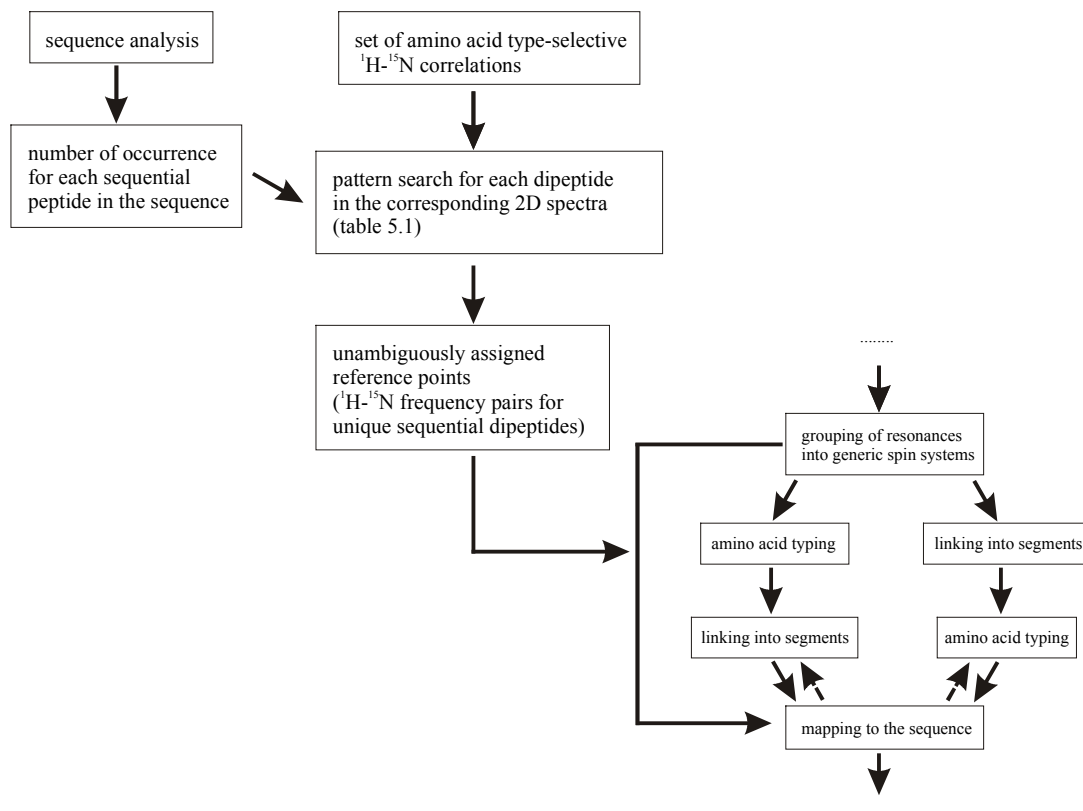 sequence analysis
set of amino acid type-selective
¹H-¹⁵N correlations
number of occurrence
for each sequential
peptide in the sequence
pattern search for each dipeptide
in the corresponding 2D spectra
(table 5.1)
unambiguously assigned
reference points
(¹H-¹⁵N frequency pairs for
unique sequential dipeptides)
........
grouping of resonances
into generic spin systems
amino acid typing
linking into segments
linking into segments
amino acid typing
mapping to the sequence